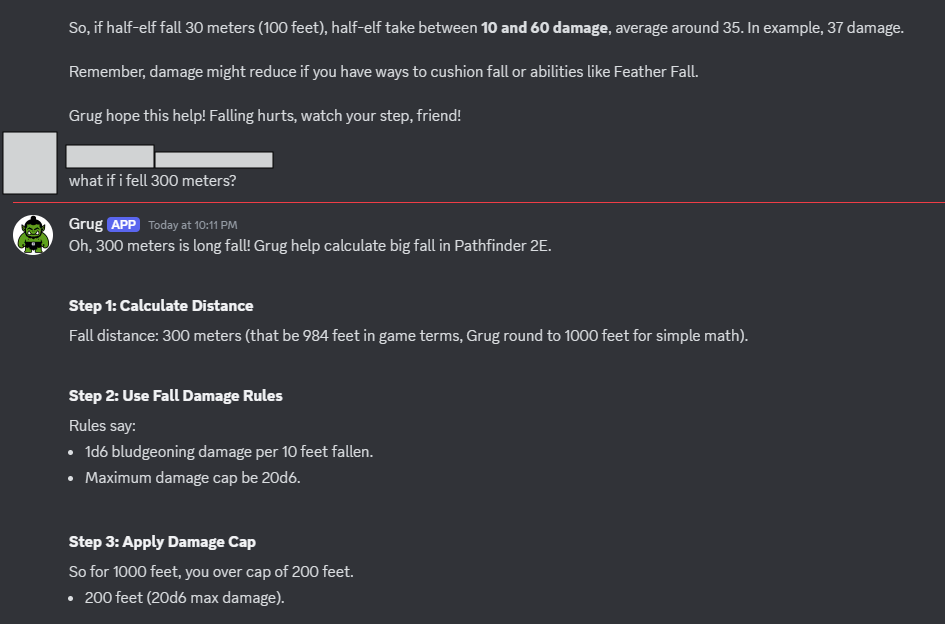 So, if half-elf fall 30 meters (100 feet), half-elf take between 10 and 60 damage, average around 35. In example, 37 damage.
Remember, damage might reduce if you have ways to cushion fall or abilities like Feather Fall.
Grug hope this help! Falling hurts, watch your step, friend!
what if i fell 300 meters?
Grug APP Today at 10:11 PM
Oh, 300 meters is long fall! Grug help calculate big fall in Pathfinder 2E.
Step 1: Calculate Distance
Fall distance: 300 meters (that be 984 feet in game terms, Grug round to 1000 feet for simple math).
Step 2: Use Fall Damage Rules
Rules say:
• 1d6 bludgeoning damage per 10 feet fallen.
• Maximum damage cap be 20d6.
Step 3: Apply Damage Cap
So for 1000 feet, you over cap of 200 feet.
• 200 feet (20d6 max damage).